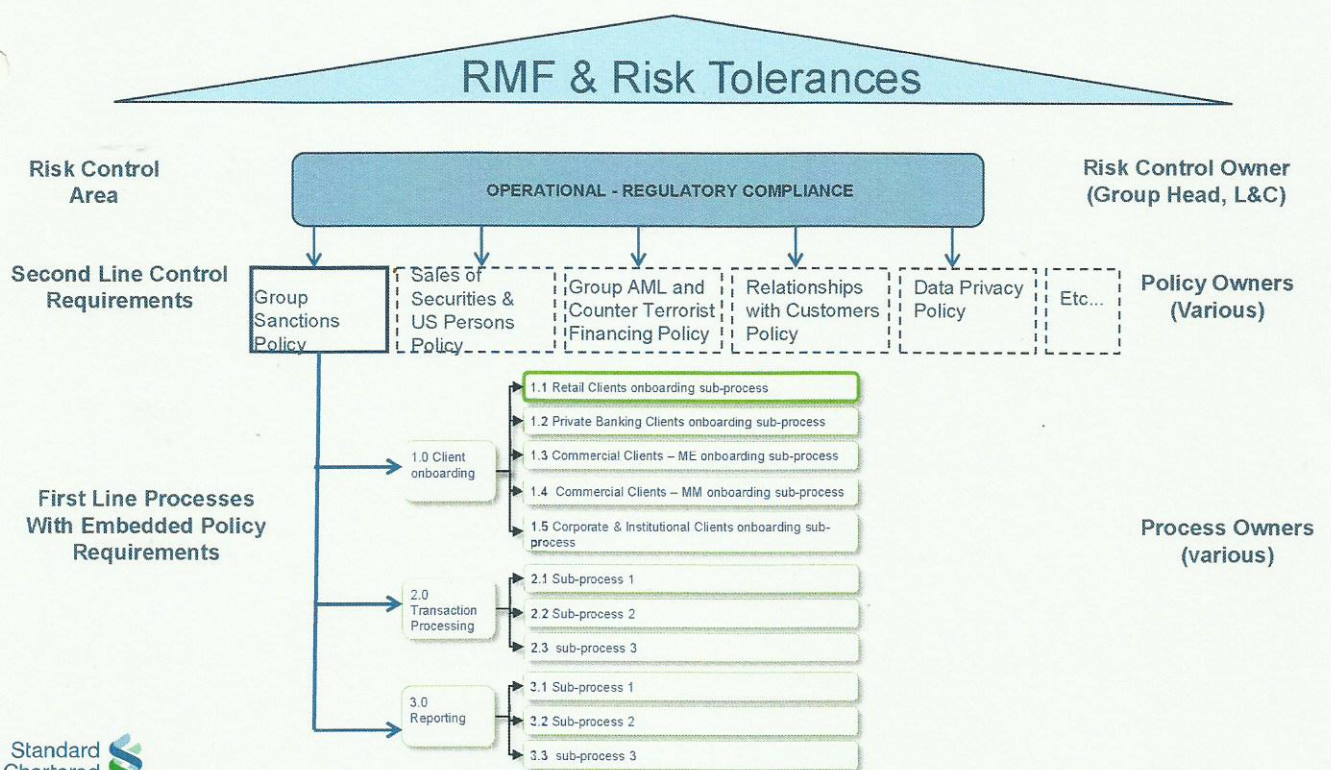 RMF & Risk Tolerances
Risk Control
Area
OPERATIONAL - REGULATORY COMPLIANCE
Risk Control Owner
(Group Head, L&C)
Second Line Control
Requirements
Group
Sanctions
Policy
Sales of
Securities &
US Persons
Policy
Group AML and
Counter Terrorist
Financing Policy
Relationships
with Customers
Policy
Data Privacy
Policy
Etc...
Policy Owners
(Various)
First Line Processes
With Embedded Policy
Requirements
1.0 Client
onboarding
1.1 Retail Clients onboarding sub-process
1.2 Private Banking Clients onboarding sub-process
1.3 Commercial Clients – ME onboarding sub-process
1.4 Commercial Clients – MM onboarding sub-process
1.5 Corporate & Institutional Clients onboarding sub-
process
Process Owners
(various)
2.0
Transaction
Processing
2.1 Sub-process 1
2.2 Sub-process 2
2.3 sub-process 3
3.0
Reporting
3.1 Sub-process 1
3.2 Sub-process 2
3.3 sub-process 3
Standard
Chartered